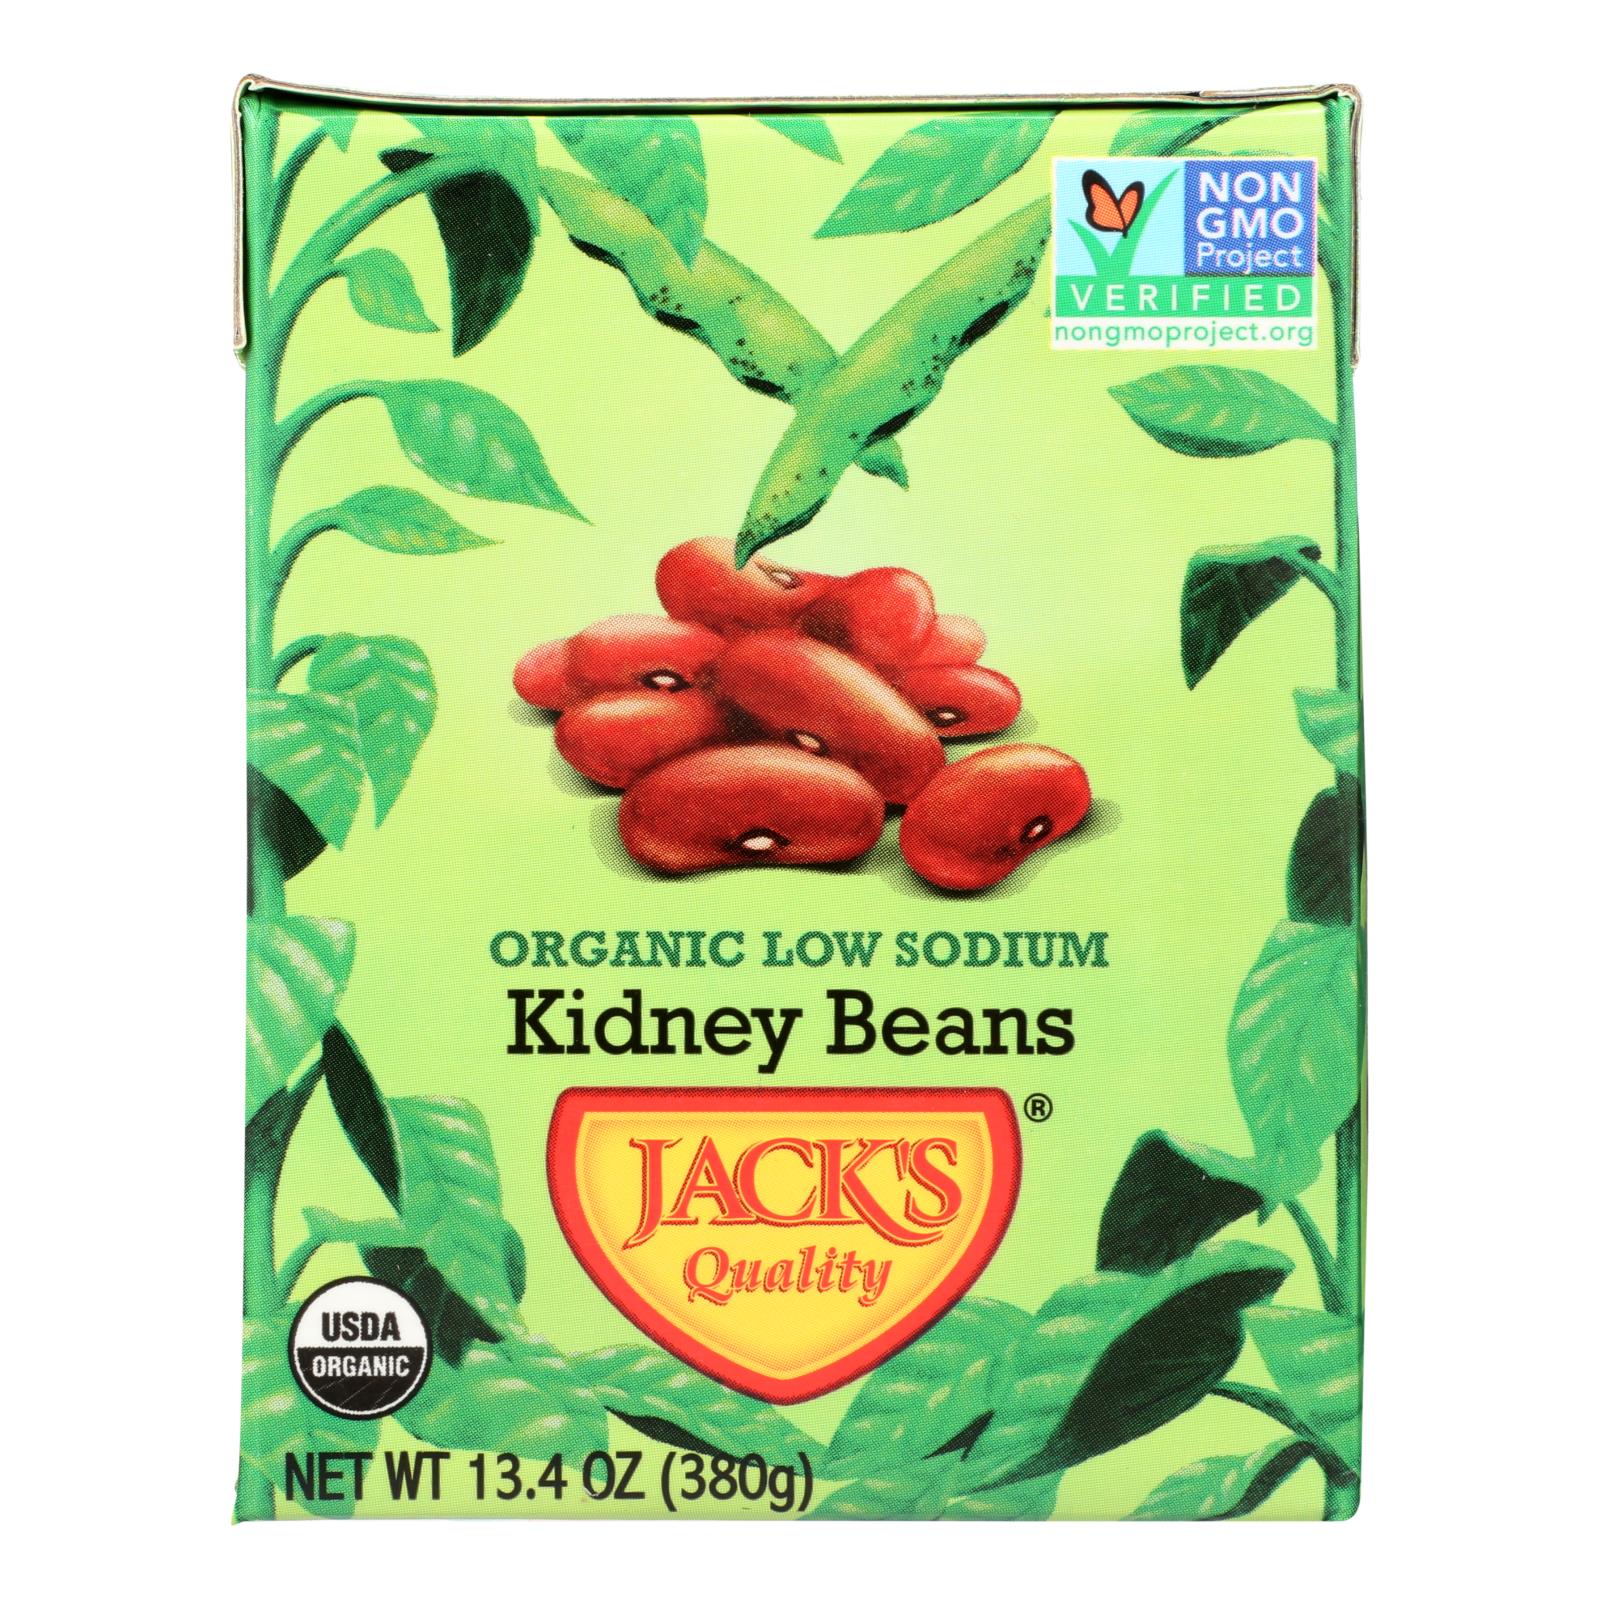 NON
GMO
Project
VERIFIED
nongmoproject.org
ORGANIC LOW SODIUM
Kidney Beans
JACK'S
Quality
®
USDA
ORGANIC
NET WT 13.4 OZ (380g)